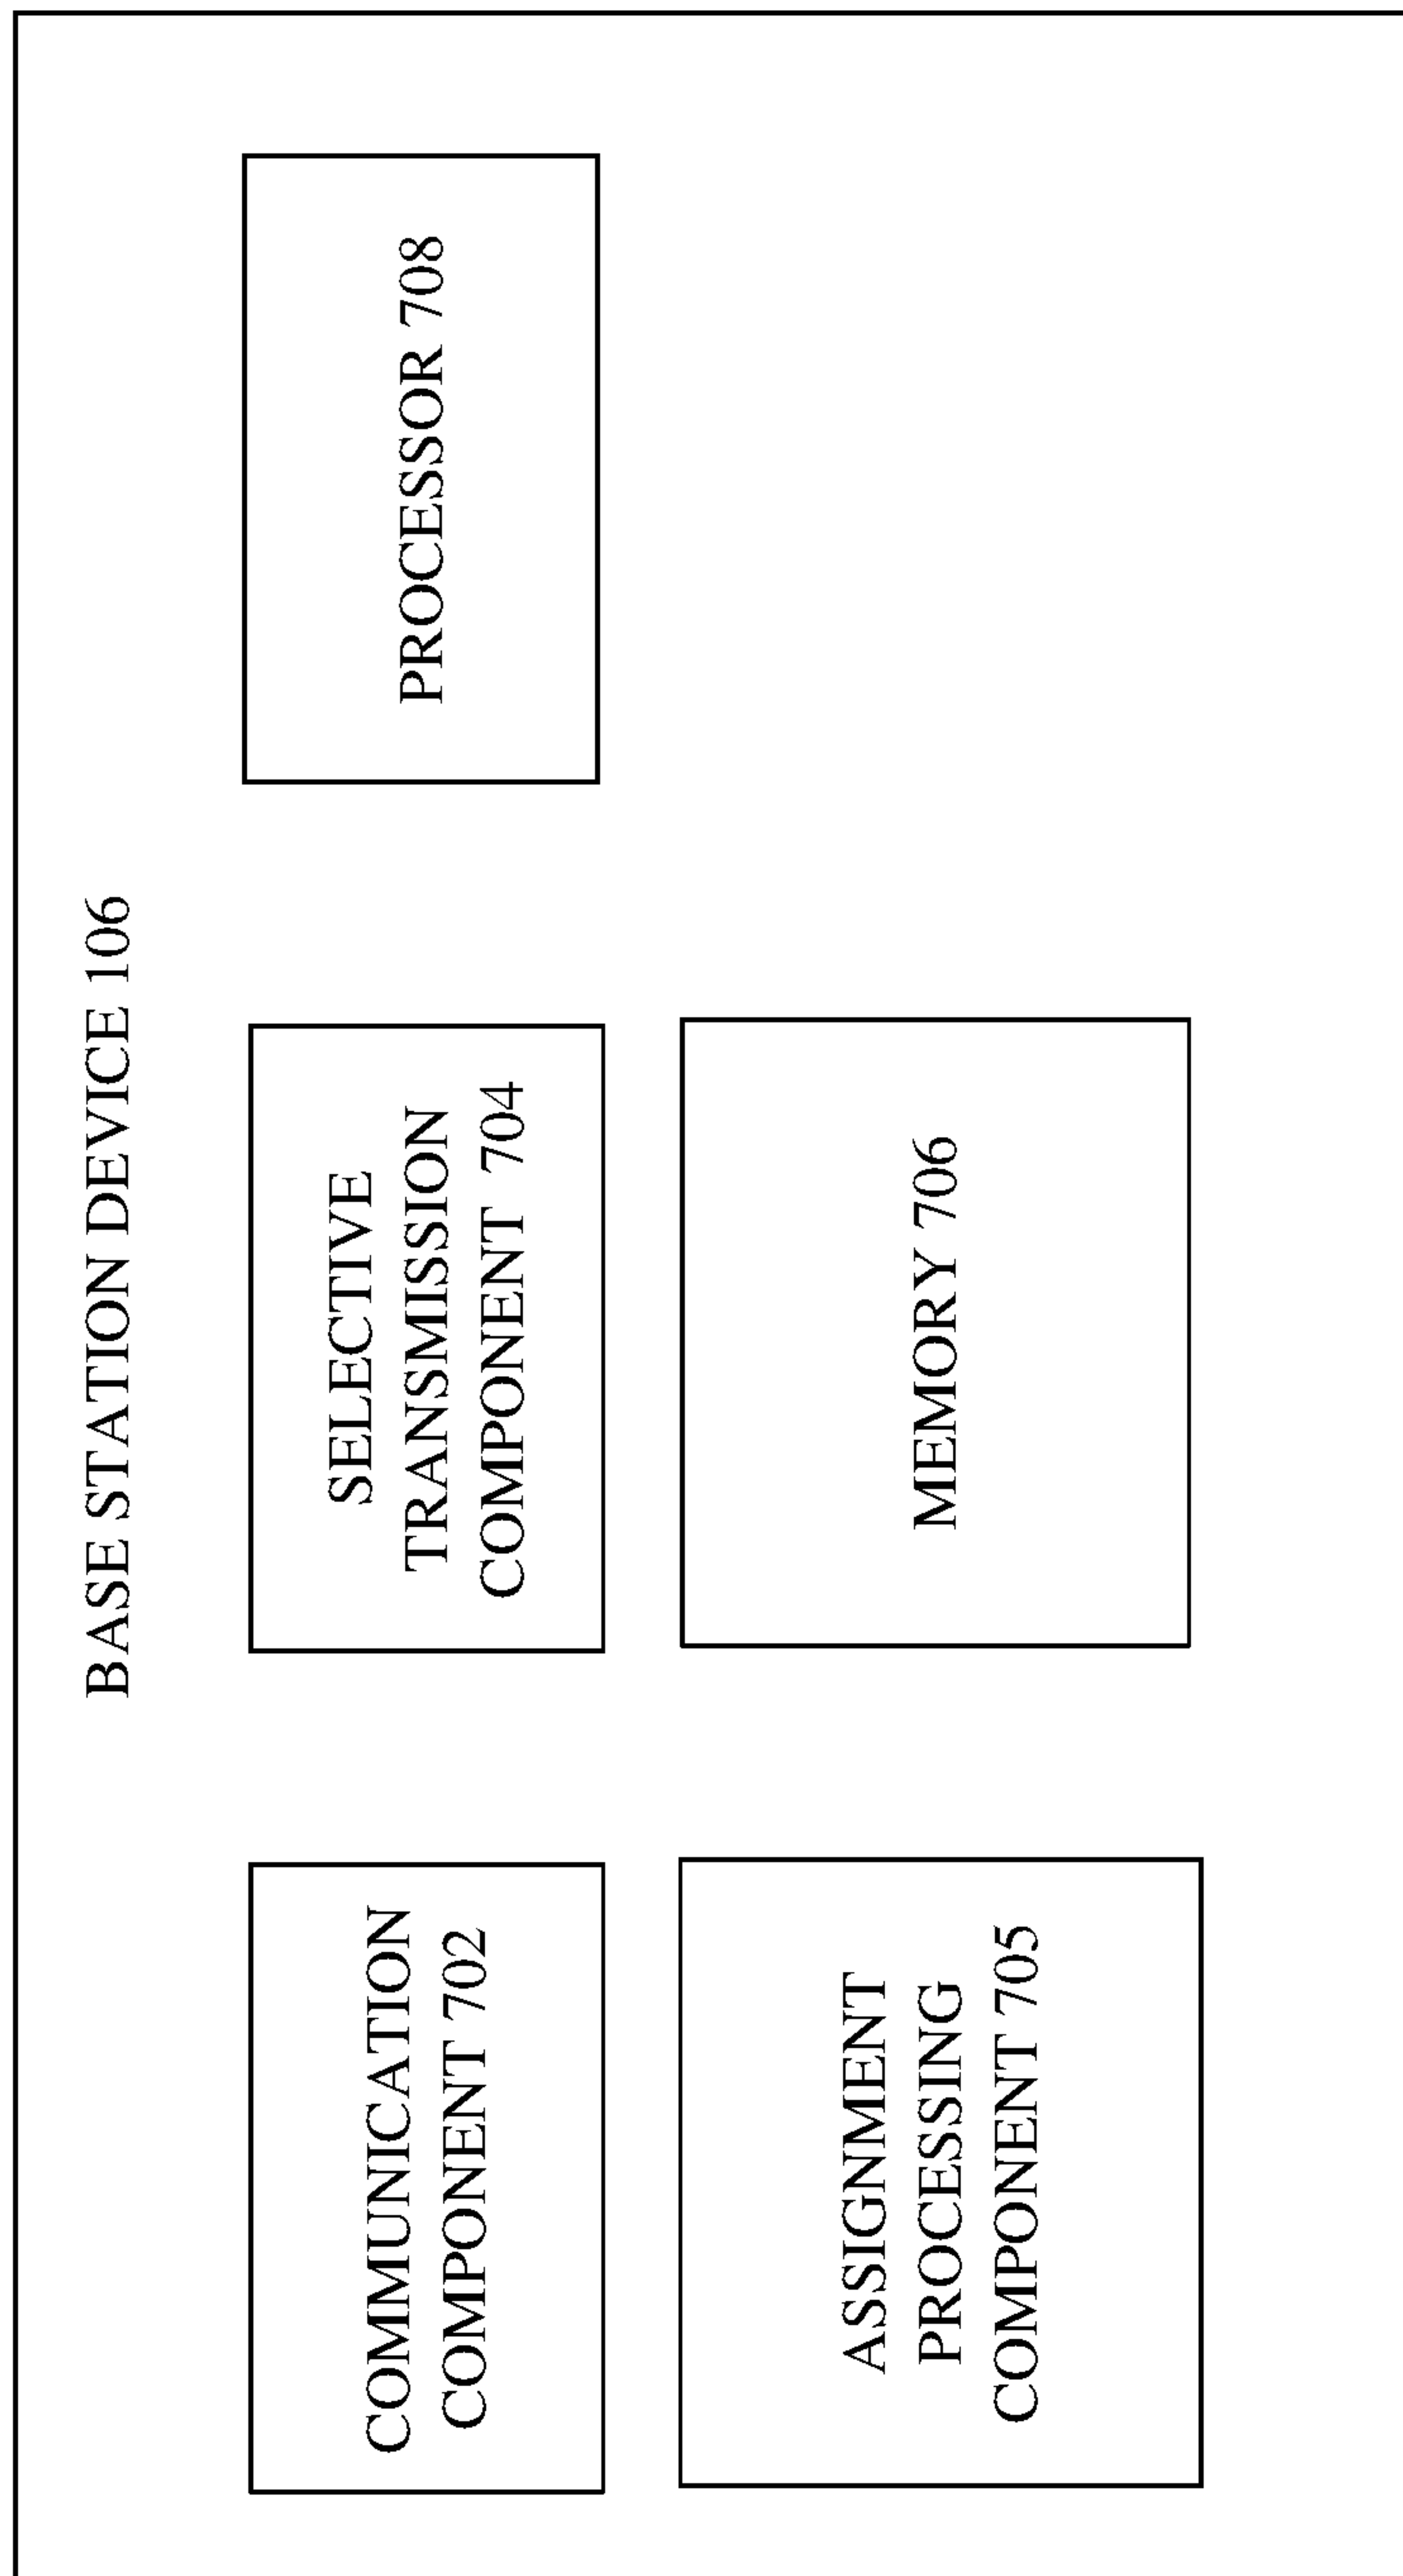 BASE STATION DEVICE 106
COMMUNICATION
COMPONENT 702
SELECTIVE
TRANSMISSION
COMPONENT 704
PROCESSOR 708
ASSIGNMENT
PROCESSING
COMPONENT 705
MEMORY 706